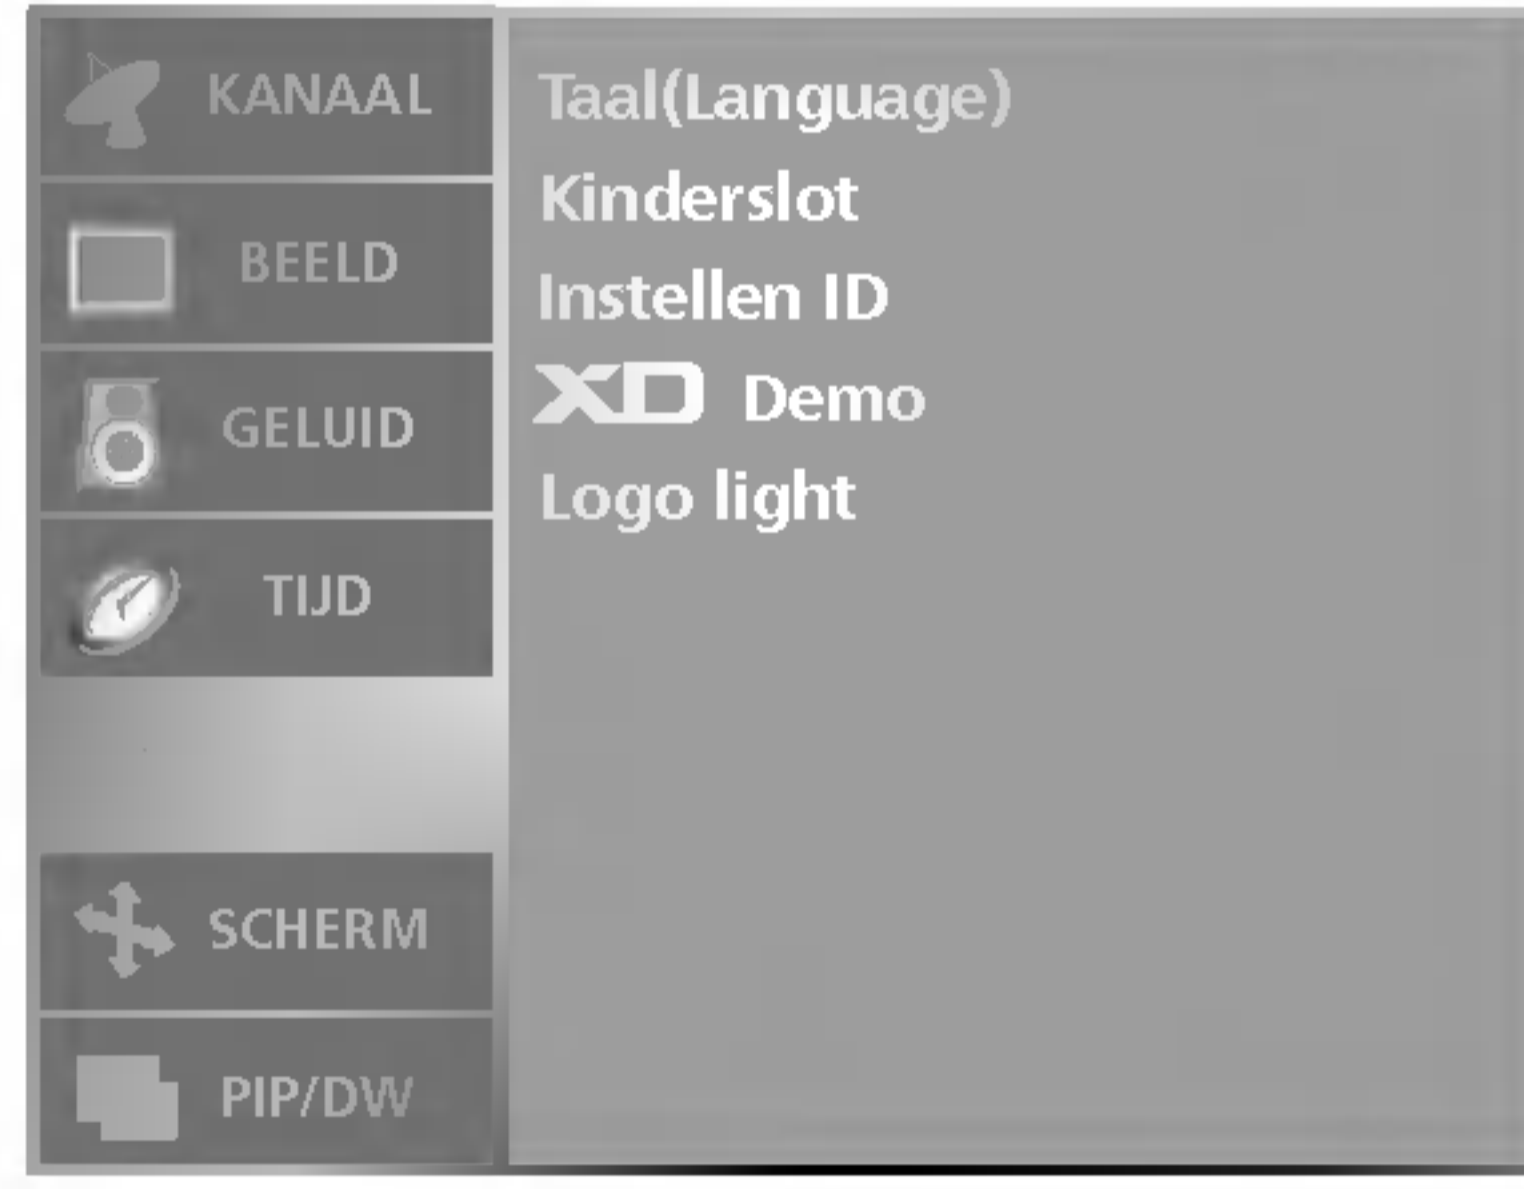 KANAAL
BEELD
GELUID
TIJD
SCHERM
PIP/DW
Taal(Language)
Kinderslot
Instellen ID
XD Demo
Logo light